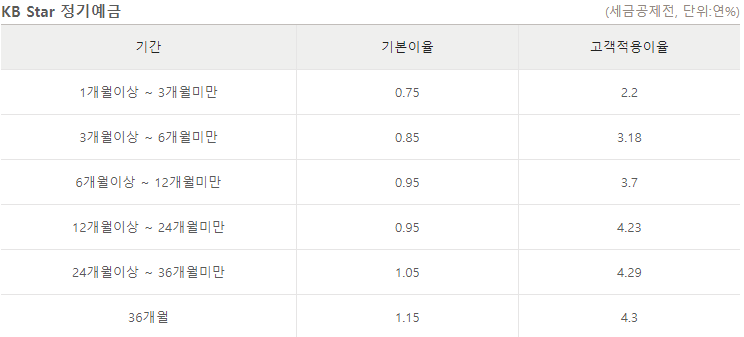 KB Star 정기예금 (세금공제전, 단위:연%)
기간 기본이율 고객적용이율
1개월이상 ~ 3개월미만 0.75 2.2
3개월이상 ~ 6개월미만 0.85 3.18
6개월이상 ~ 12개월미만 0.95 3.7
12개월이상 ~ 24개월미만 0.95 4.23
24개월이상 ~ 36개월미만 1.05 4.29
36개월 1.15 4.3